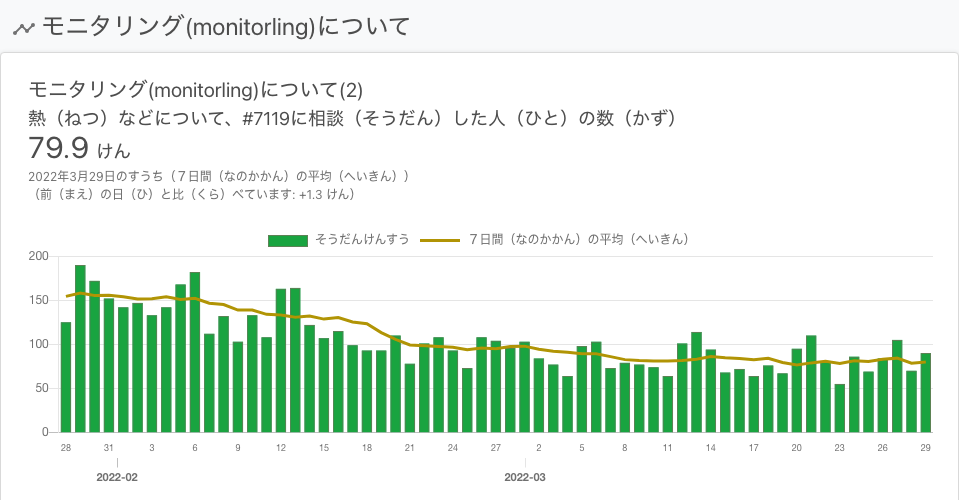 モニタリング(monitorling)について
モニタリング(monitorling)について(2)
熱（ねつ）などについて、#7119に相談（そうだん）した人（ひと）の数（かず）
79.9 けん
2022年3月29日のすうち（７日間（なのかかん）の平均（へいきん））
（前（まえ）の日（ひ）と比（くら）べています: +1.3 けん）
そうだんけんすう ７日間（なのかかん）の平均（へいきん）
200
150
100
50
0
28 31 3 6 9 12 15 18 21 24 27 2 5 8 11 14 17 20 23 26 29
2022-02 2022-03